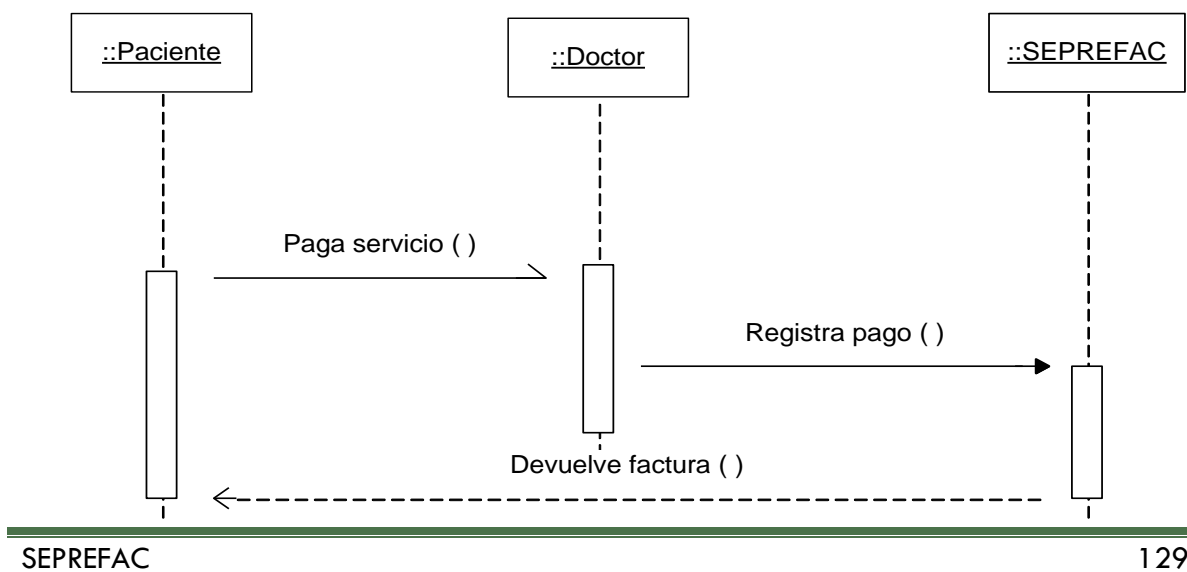 ::Paciente
::Doctor
::SEPREFAC
Paga servicio ( )
Registra pago ( )
Devuelve factura ( )
SEPREFAC 129